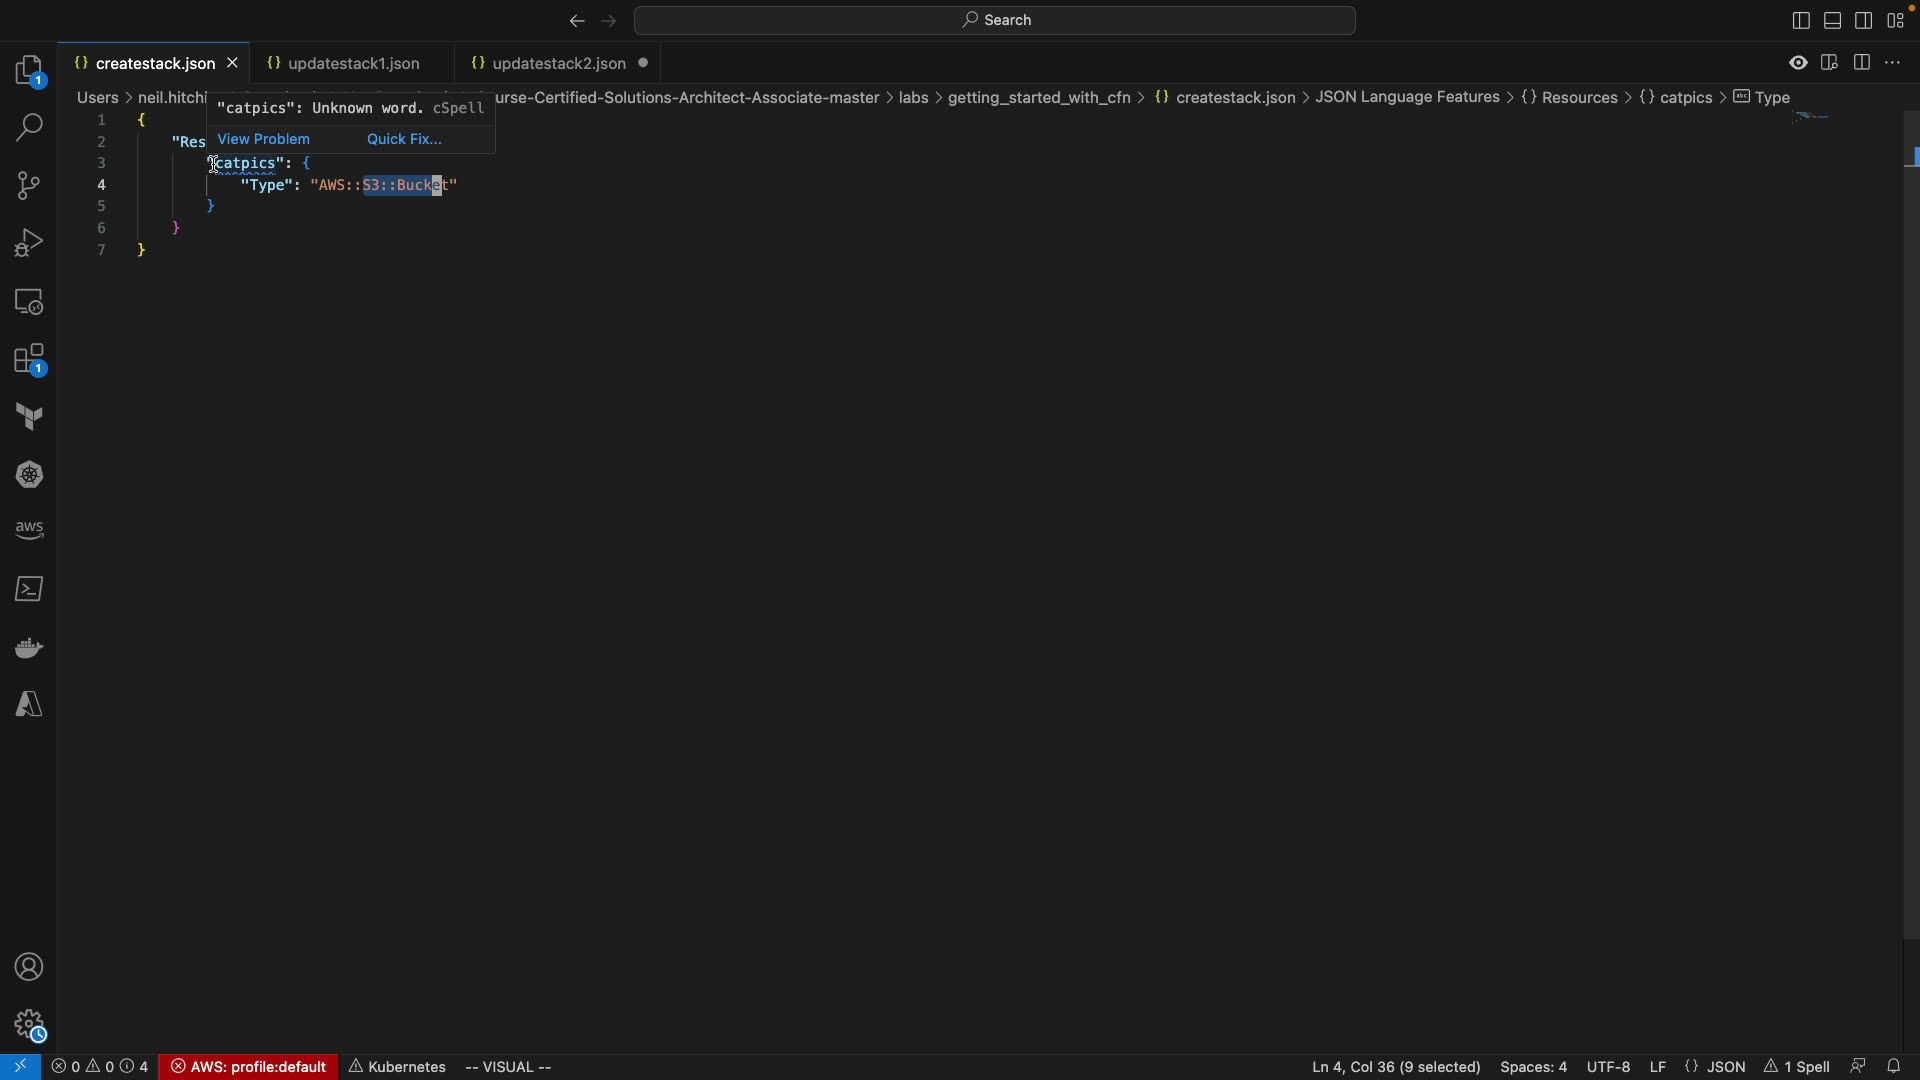 Search
{} createstack.json
{} updatestack1.json
{} updatestack2.json
Users > neil.hitchi urse-Certified-Solutions-Architect-Associate-master > labs > getting_started_with_cfn > {} createstack.json > JSON Language Features > {} Resources > {} catpics > abc Type
"catpics": Unknown word. cSpell
View Problem Quick Fix...
1 {
2 "Res
3 "catpics": {
4 "Type": "AWS::S3::Bucket"
5 }
6 }
7 }
1
1
aws
0 0 4 AWS: profile:default Kubernetes -- VISUAL -- Ln 4, Col 36 (9 selected) Spaces: 4 UTF-8 LF {} JSON 1 Spell